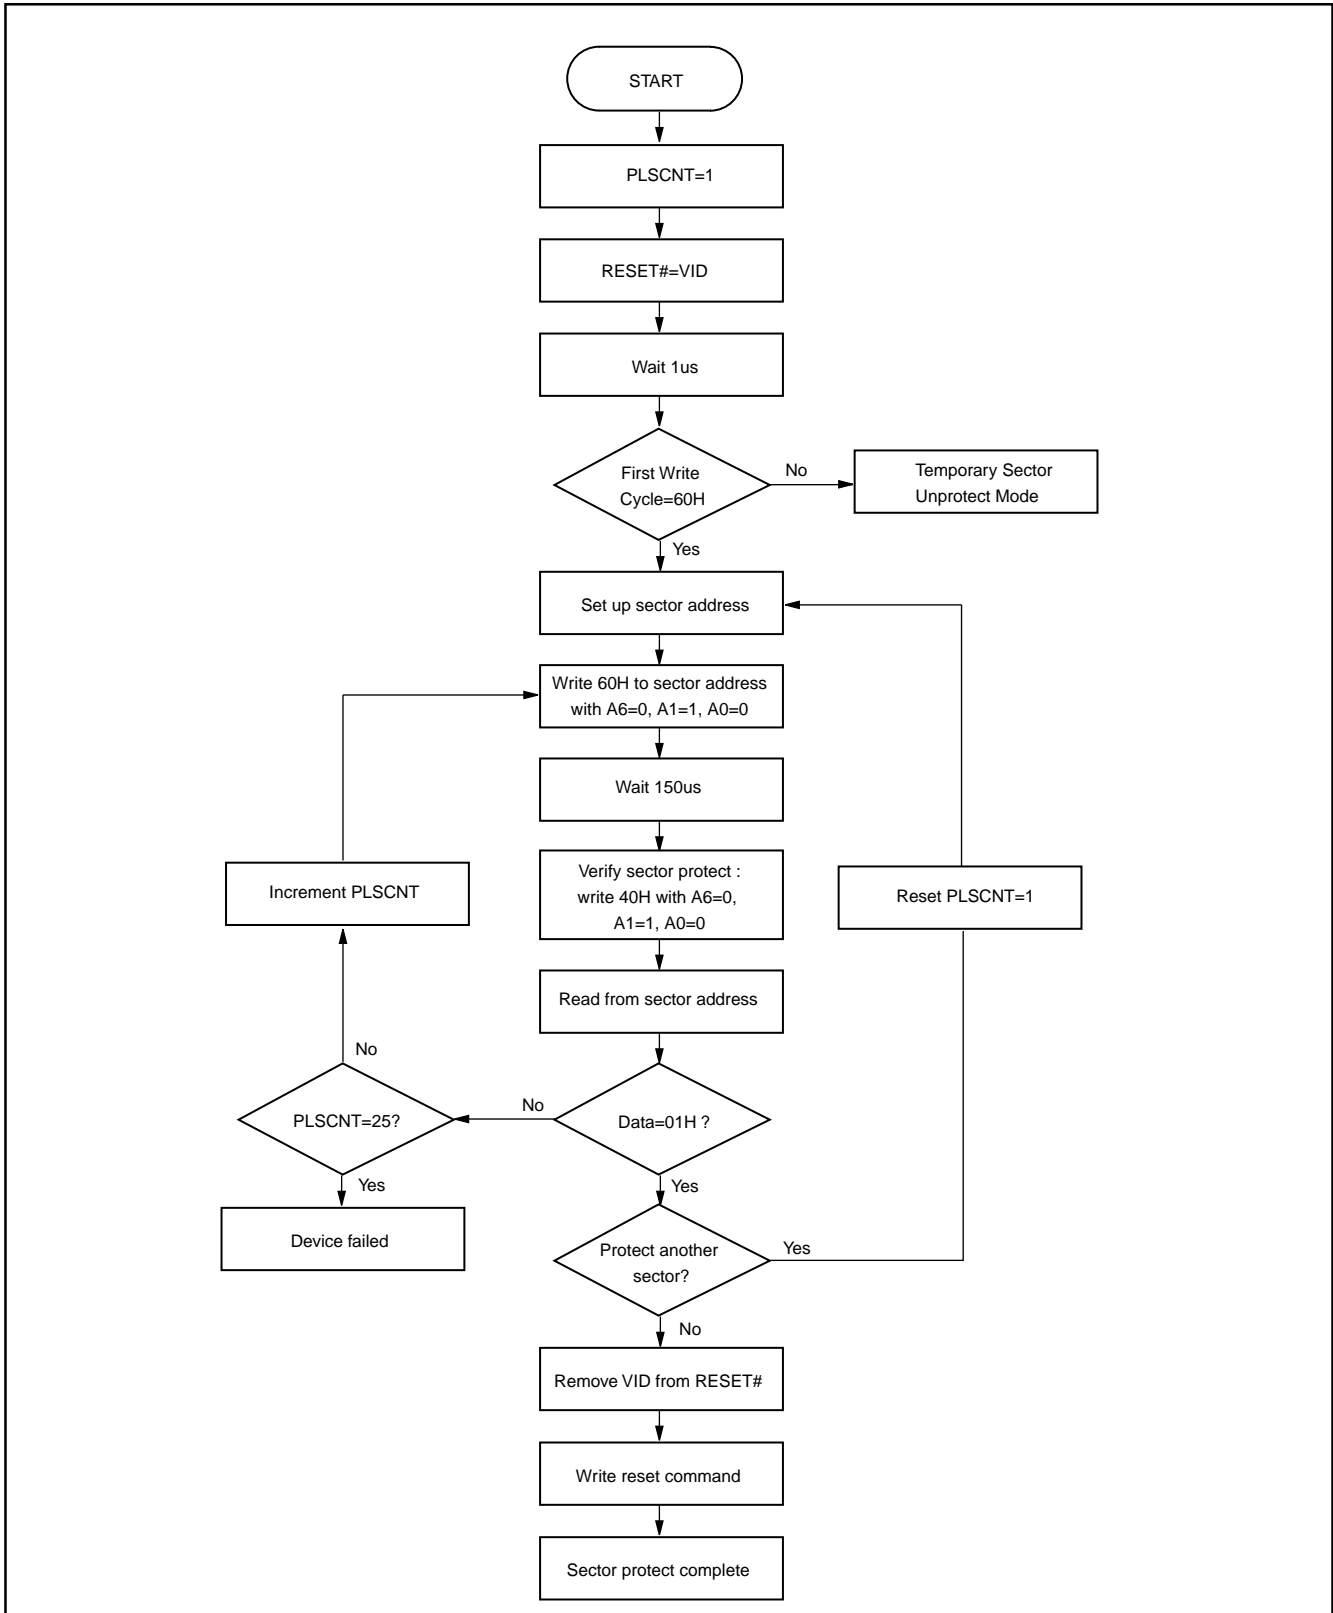 START
PLSCNT=1
RESET#=VID
Wait 1us
First Write
Cycle=60H
No
Temporary Sector
Unprotect Mode
Yes
Set up sector address
Write 60H to sector address
with A6=0, A1=1, A0=0
Wait 150us
Verify sector protect :
write 40H with A6=0,
A1=1, A0=0
Increment PLSCNT
Reset PLSCNT=1
Read from sector address
No
PLSCNT=25?
No
Data=01H ?
Yes
Yes
Device failed
Protect another
sector?
Yes
No
Remove VID from RESET#
Write reset command
Sector protect complete